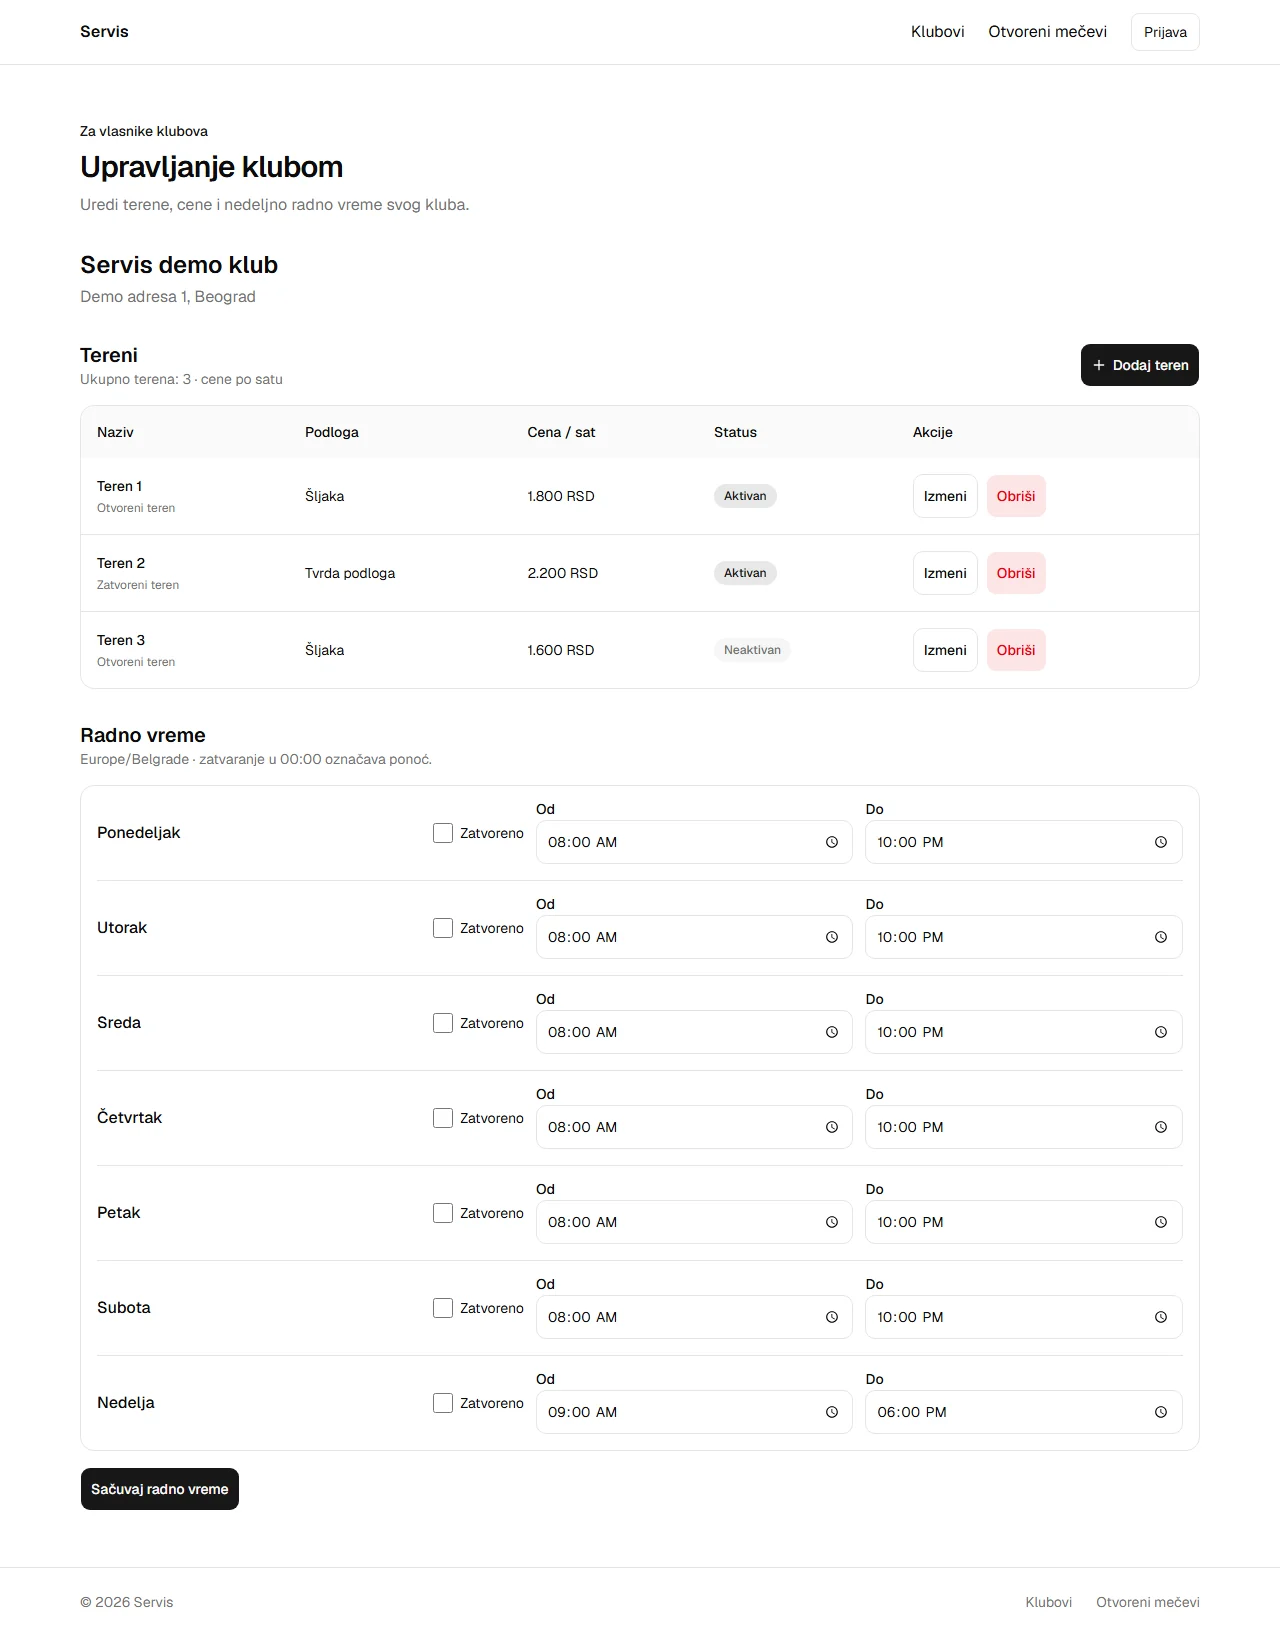 Servis
Klubovi
Otvoreni mečevi
Prijava
Za vlasnike klubova
Upravljanje klubom
Uredi terene, cene i nedeljno radno vreme svog kluba.
Servis demo klub
Demo adresa 1, Beograd
Tereni
Ukupno terena: 3 · cene po satu
+ Dodaj teren
Naziv Podloga Cena / sat Status Akcije
Teren 1
Otvoreni teren
Šljaka 1.800 RSD Aktivan Izmeni Obriši
Teren 2
Zatvoreni teren
Tvrda podloga 2.200 RSD Aktivan Izmeni Obriši
Teren 3
Otvoreni teren
Šljaka 1.600 RSD Neaktivan Izmeni Obriši
Radno vreme
Europe/Belgrade · zatvaranje u 00:00 označava ponoć.
Od Do
Ponedeljak Zatvoreno 08:00 AM 10:00 PM
Od Do
Utorak Zatvoreno 08:00 AM 10:00 PM
Od Do
Sreda Zatvoreno 08:00 AM 10:00 PM
Od Do
Četvrtak Zatvoreno 08:00 AM 10:00 PM
Od Do
Petak Zatvoreno 08:00 AM 10:00 PM
Od Do
Subota Zatvoreno 08:00 AM 10:00 PM
Od Do
Nedelja Zatvoreno 09:00 AM 06:00 PM
Sačuvaj radno vreme
© 2026 Servis
Klubovi
Otvoreni mečevi